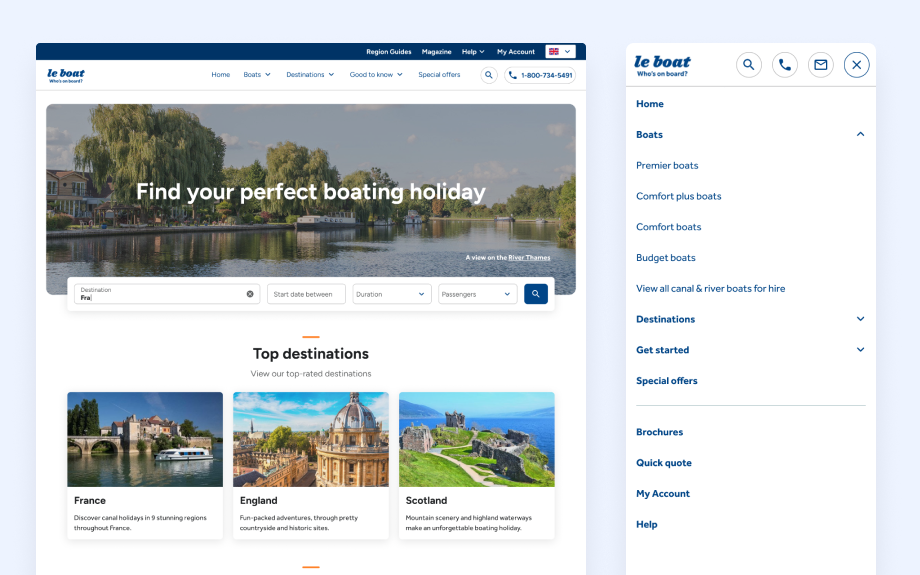 Region Guides Magazine Help My Account
le boat
Who's on board?
Home Boats Destinations Good to know Special offers 1-800-734-5491
Find your perfect boating holiday
A view on the River Thames
Destination
Fra
Start date between Duration Passengers
Top destinations
View our top-rated destinations
France
Discover canal holidays in 9 stunning regions
throughout France.
England
Fun-packed adventures, through pretty
countryside and historic sites.
Scotland
Mountain scenery and highland waterways
make an unforgettable boating holiday.
le boat
Who's on board?
Home
Boats
Premier boats
Comfort plus boats
Comfort boats
Budget boats
View all canal & river boats for hire
Destinations
Get started
Special offers
Brochures
Quick quote
My Account
Help